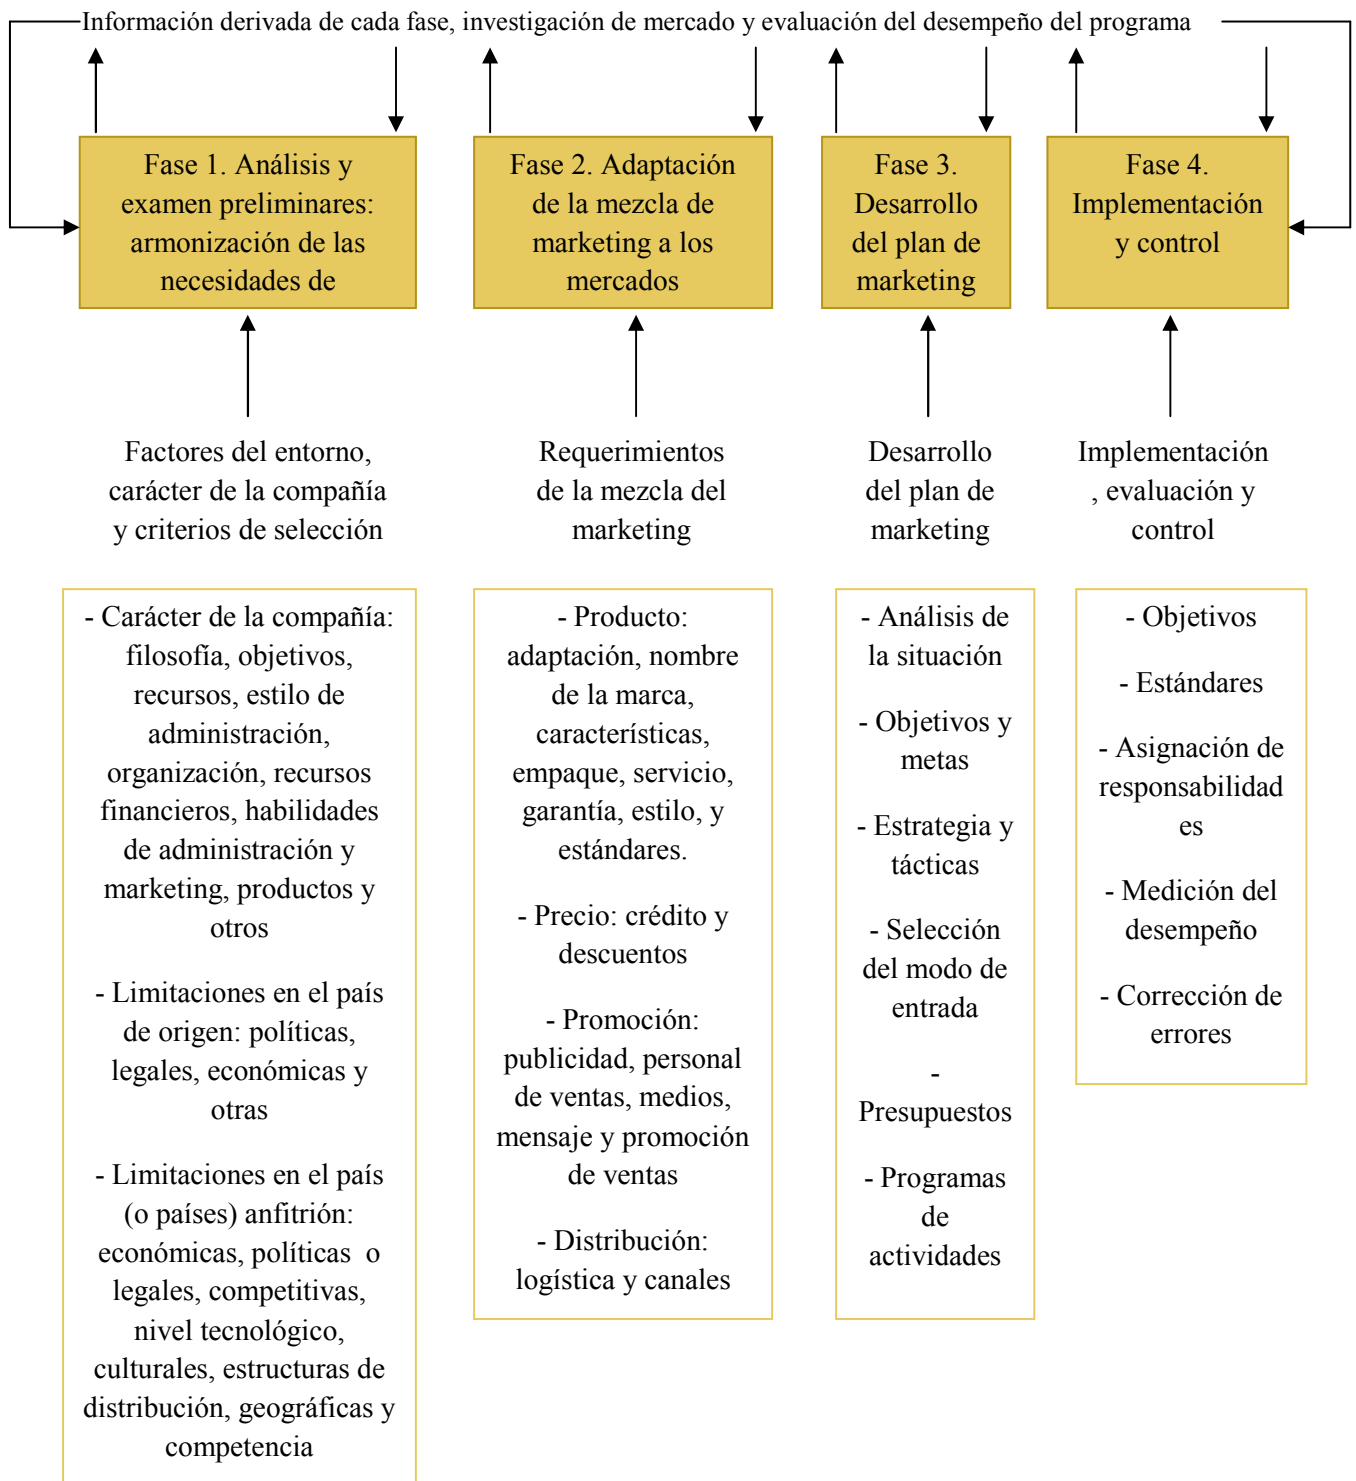 Información derivada de cada fase, investigación de mercado y evaluación del desempeño del programa
Fase 1. Análisis y
examen preliminares:
armonización de las
necesidades de
Fase 2. Adaptación
de la mezcla de
marketing a los
mercados
Fase 3.
Desarrollo
del plan de
marketing
Fase 4.
Implementación
y control
Factores del entorno,
carácter de la compañía
y criterios de selección
Requerimientos
de la mezcla del
marketing
Desarrollo
del plan de
marketing
Implementación
, evaluación y
control
- Carácter de la compañía:
filosofía, objetivos,
recursos, estilo de
administración,
organización, recursos
financieros, habilidades
de administración y
marketing, productos y
otros
- Limitaciones en el país
de origen: políticas,
legales, económicas y
otras
- Limitaciones en el país
(o países) anfitrión:
económicas, políticas o
legales, competitivas,
nivel tecnológico,
culturales, estructuras de
distribución, geográficas y
competencia
- Producto:
adaptación, nombre
de la marca,
características,
empaque, servicio,
garantía, estilo, y
estándares.
- Precio: crédito y
descuentos
- Promoción:
publicidad, personal
de ventas, medios,
mensaje y promoción
de ventas
- Distribución:
logística y canales
- Análisis de
la situación
- Objetivos y
metas
- Estrategia y
tácticas
- Selección
del modo de
entrada
-
Presupuestos
- Programas
de
actividades
- Objetivos
- Estándares
- Asignación de
responsabilidad
es
- Medición del
desempeño
- Corrección de
errores